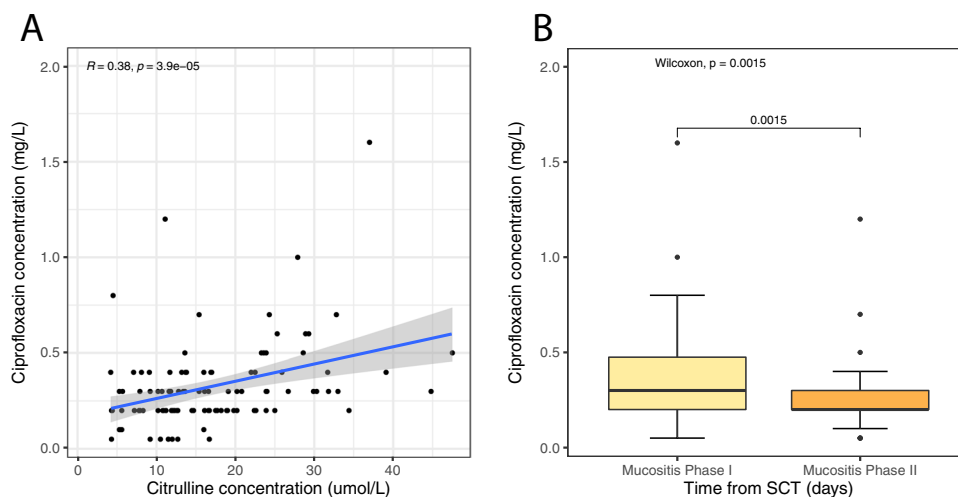 A
R = 0.38, p = 3.9e−05
2.0
1.5
1.0
0.5
0.0
Ciprofloxacin concentration (mg/L)
0 10 20 30 40
Citrulline concentration (umol/L)
B
Wilcoxon, p = 0.0015
0.0015
2.0
1.5
1.0
0.5
0.0
Ciprofloxacin concentration (mg/L)
Mucositis Phase I Mucositis Phase II
Time from SCT (days)